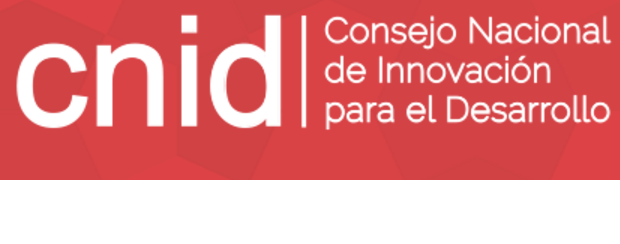 cnid
Consejo Nacional
de Innovación
para el Desarrollo